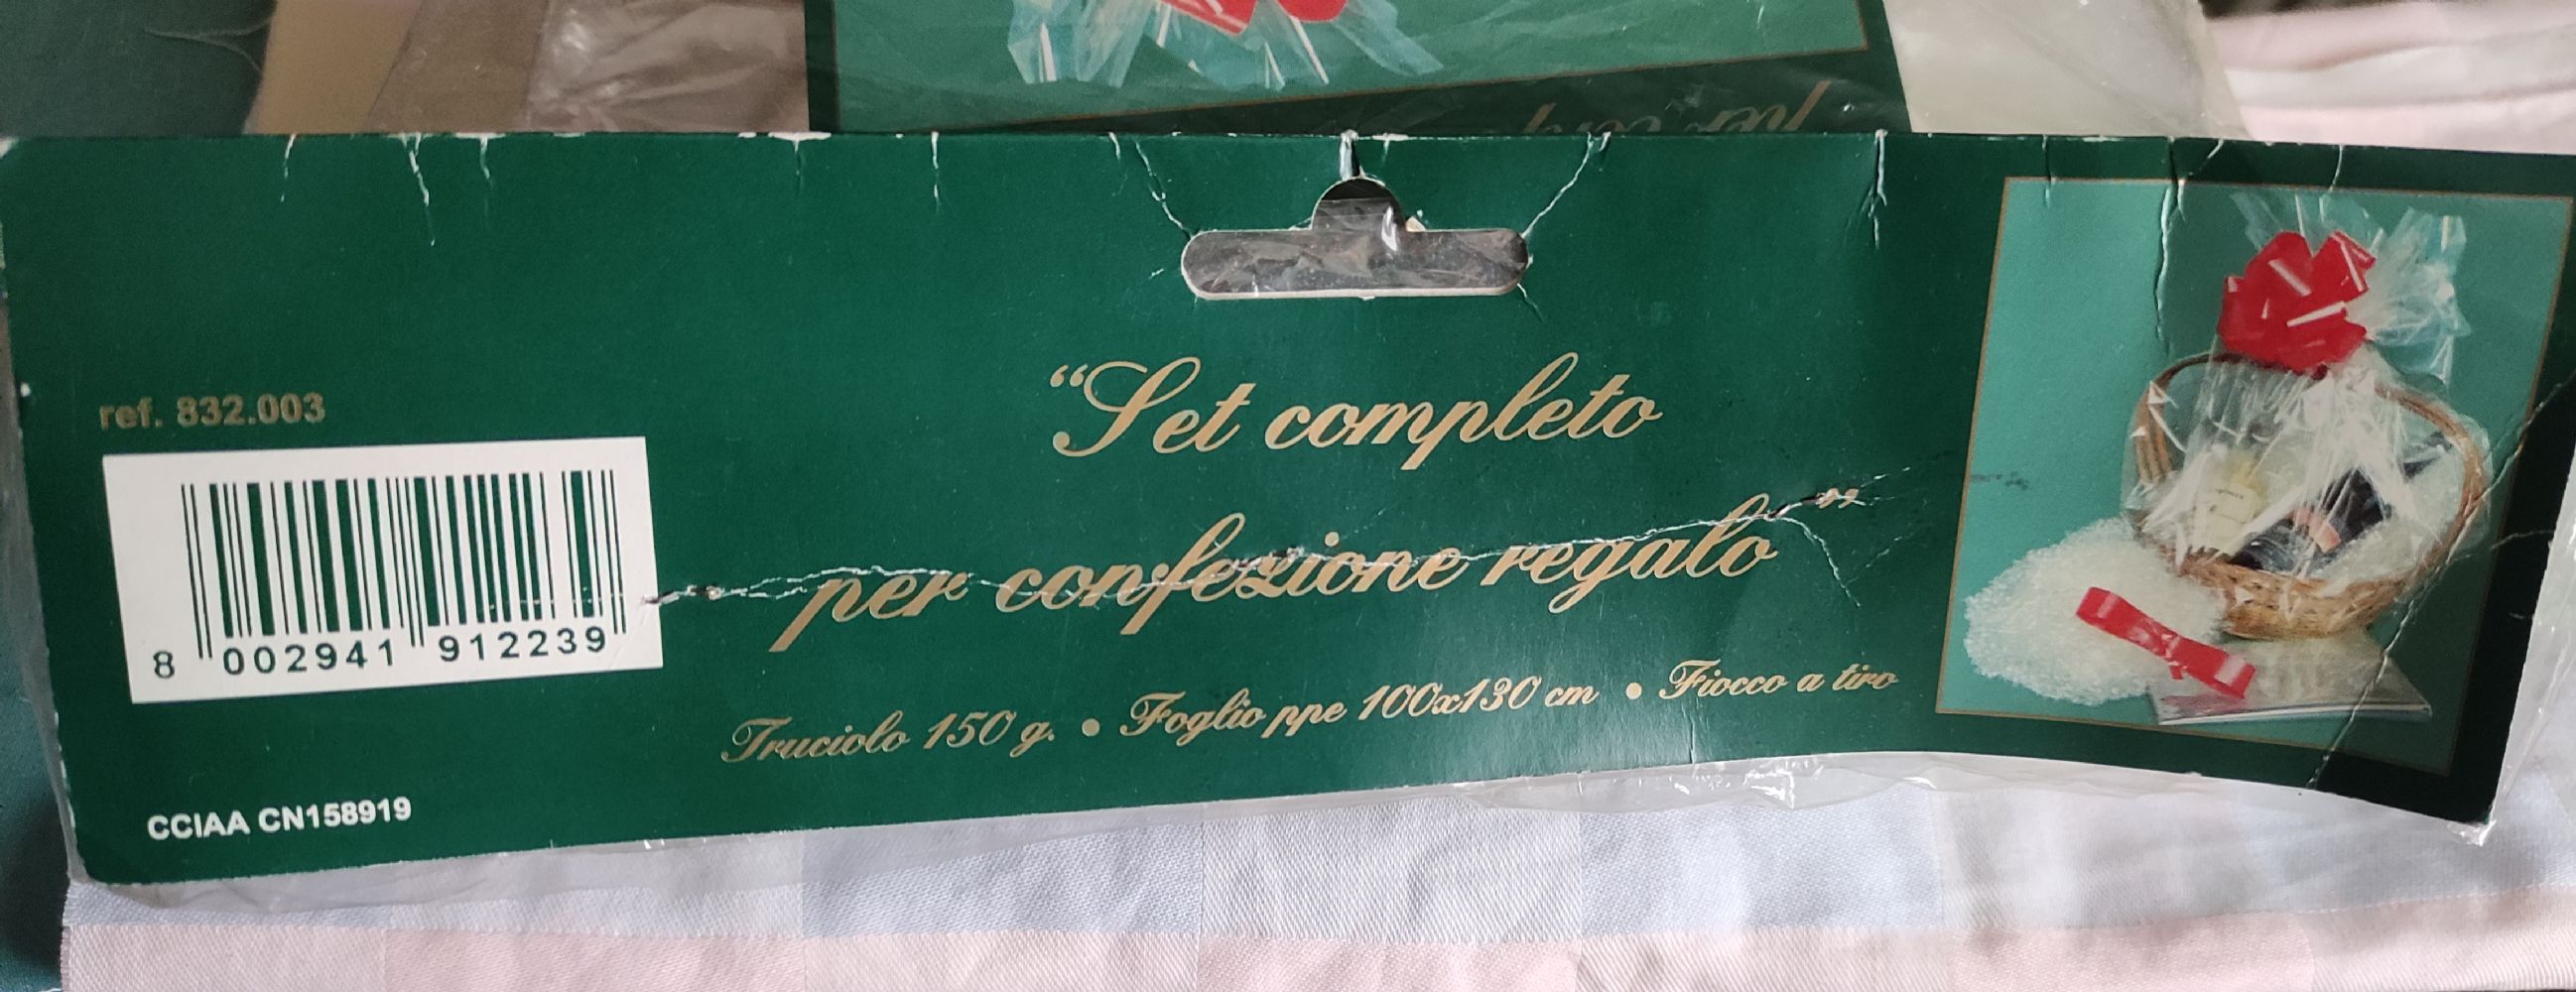 ref. 832.003
8 002941 912239
CCIAA CN158919
“Set completo
per confezione regalo”
Truciolo 150 g. • Foglio ppe 100x130 cm • Fiocco a tiro